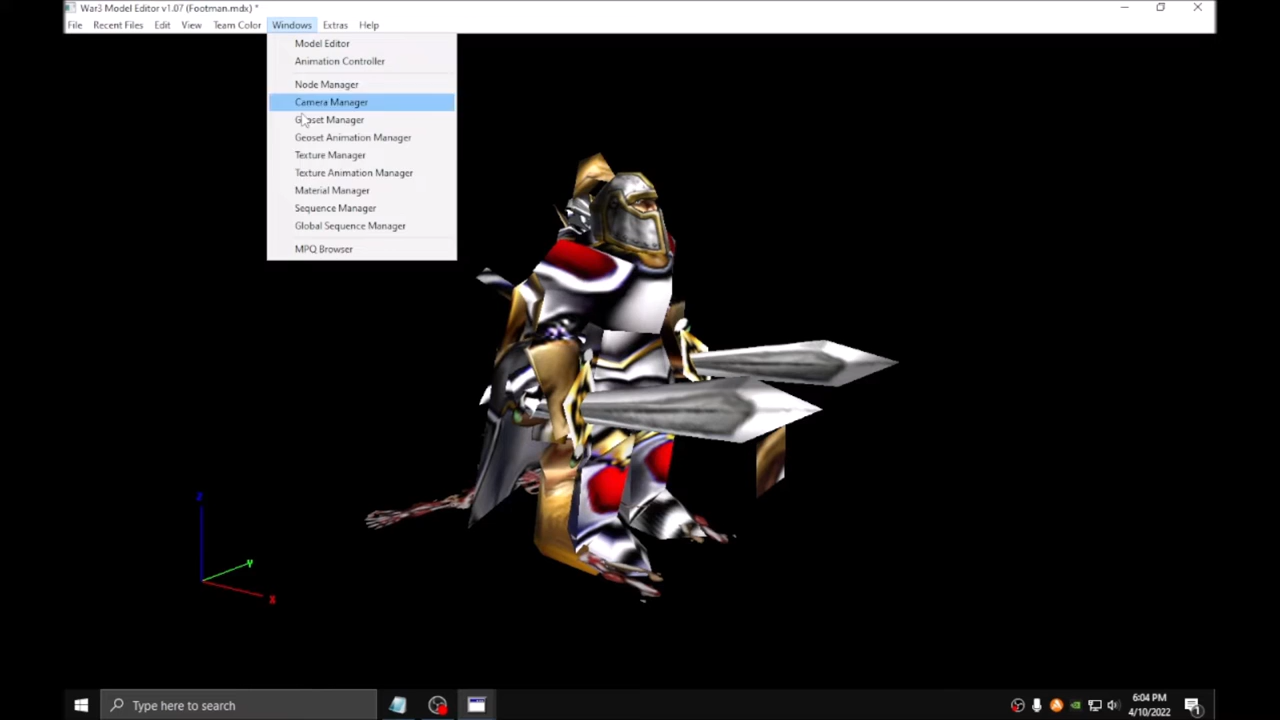 War3 Model Editor v1.07 (Footman.mdx) *
File Recent Files Edit View Team Color Windows Extras Help
Model Editor
Animation Controller
Node Manager
Camera Manager
Geoset Manager
Geoset Animation Manager
Texture Manager
Texture Animation Manager
Material Manager
Sequence Manager
Global Sequence Manager
MPQ Browser
Z
Y
X
Type here to search
6:04 PM
4/10/2022
1